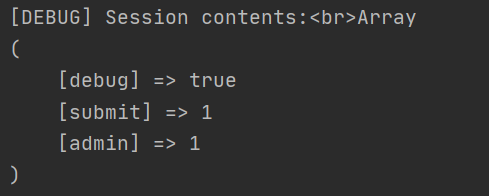 [DEBUG] Session contents:<br>Array
(
    [debug] => true
    [submit] => 1
    [admin] => 1
)